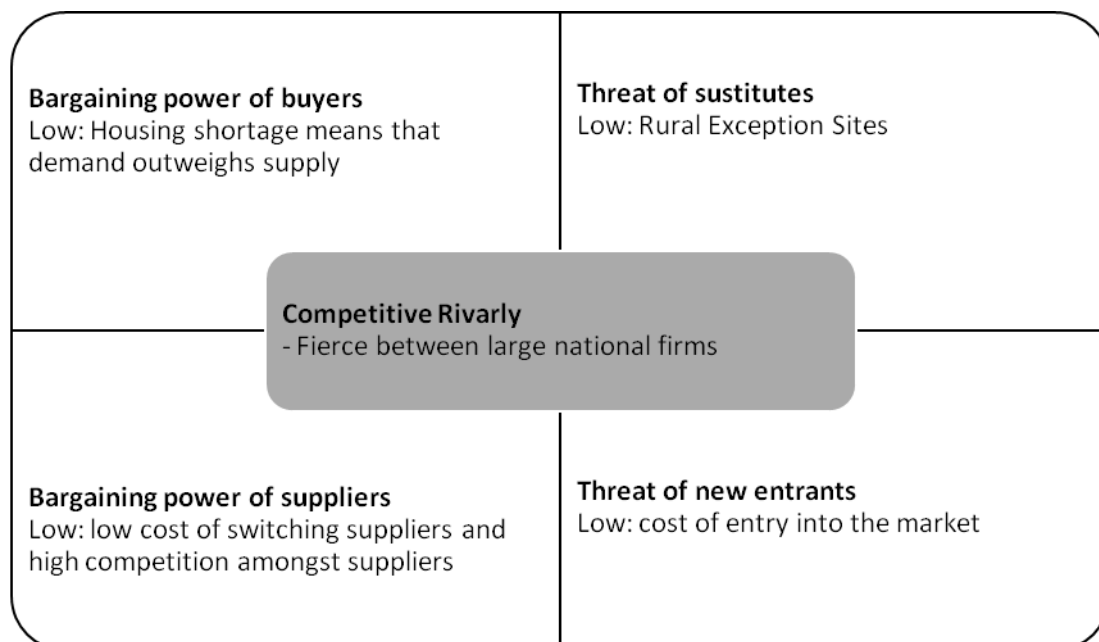 Bargaining power of buyers
Low: Housing shortage means that
demand outweighs supply
Threat of sustitutes
Low: Rural Exception Sites
Competitive Rivarly
- Fierce between large national firms
Bargaining power of suppliers
Low: low cost of switching suppliers and
high competition amongst suppliers
Threat of new entrants
Low: cost of entry into the market